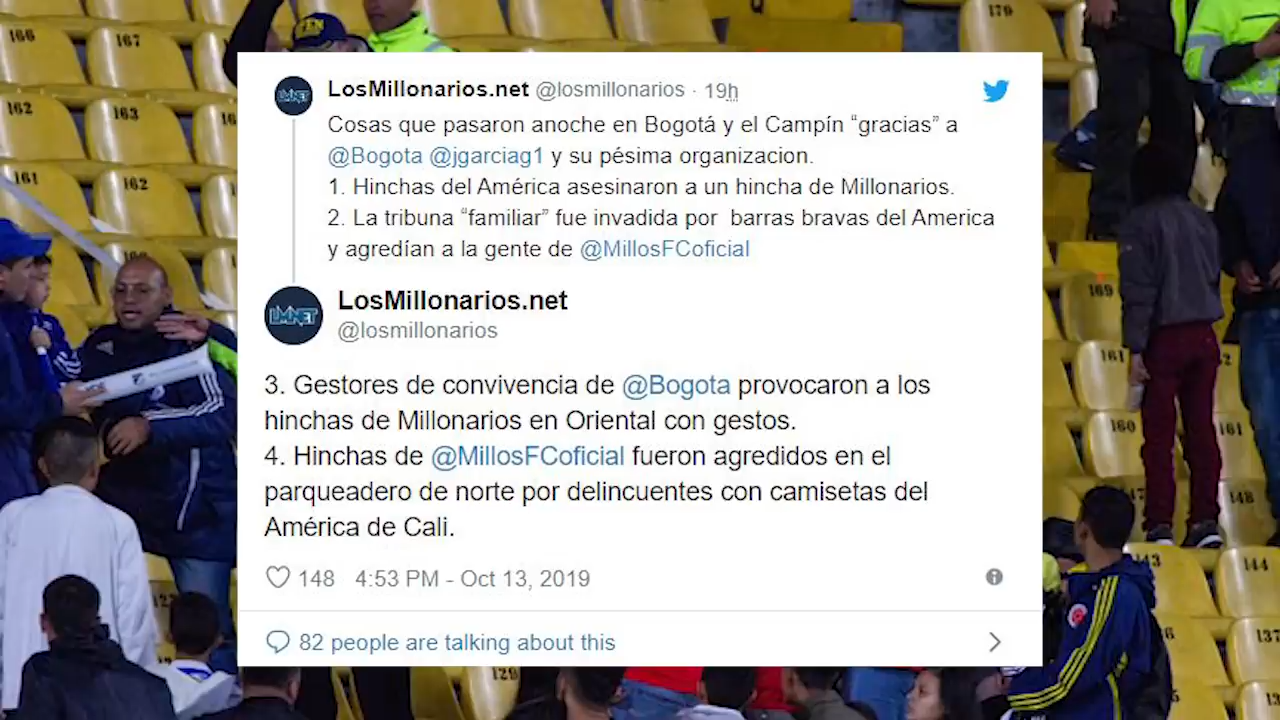 166
167
162
163
161
162
179
169
161
160
161
148
143
144
137
129
LosMillonarios.net @losmillonarios · 19h
Cosas que pasaron anoche en Bogotá y el Campín “gracias” a
@Bogota @jgarciag1 y su pésima organizacion.
1. Hinchas del América asesinaron a un hincha de Millonarios.
2. La tribuna “familiar” fue invadida por barras bravas del America
y agredían a la gente de @MillosFCoficial
LMNET
LosMillonarios.net
@losmillonarios
3. Gestores de convivencia de @Bogota provocaron a los
hinchas de Millonarios en Oriental con gestos.
4. Hinchas de @MillosFCoficial fueron agredidos en el
parqueadero de norte por delincuentes con camisetas del
América de Cali.
148 4:53 PM - Oct 13, 2019
82 people are talking about this